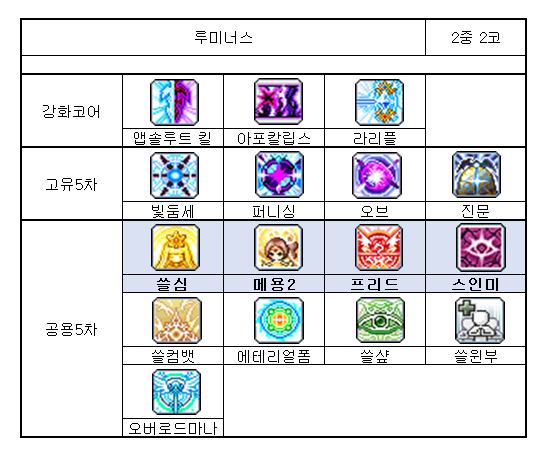 루미너스 2중 2코
강화코어
앱솔루트 킬 아포칼립스 라리플
고유5차
빛둠세 퍼니싱 오브 진문
공용5차
쓸심 메용2 프리드 스인미
쓸컴뱃 에테리얼폼 쓸샾 쓸윈부
오버로드마나